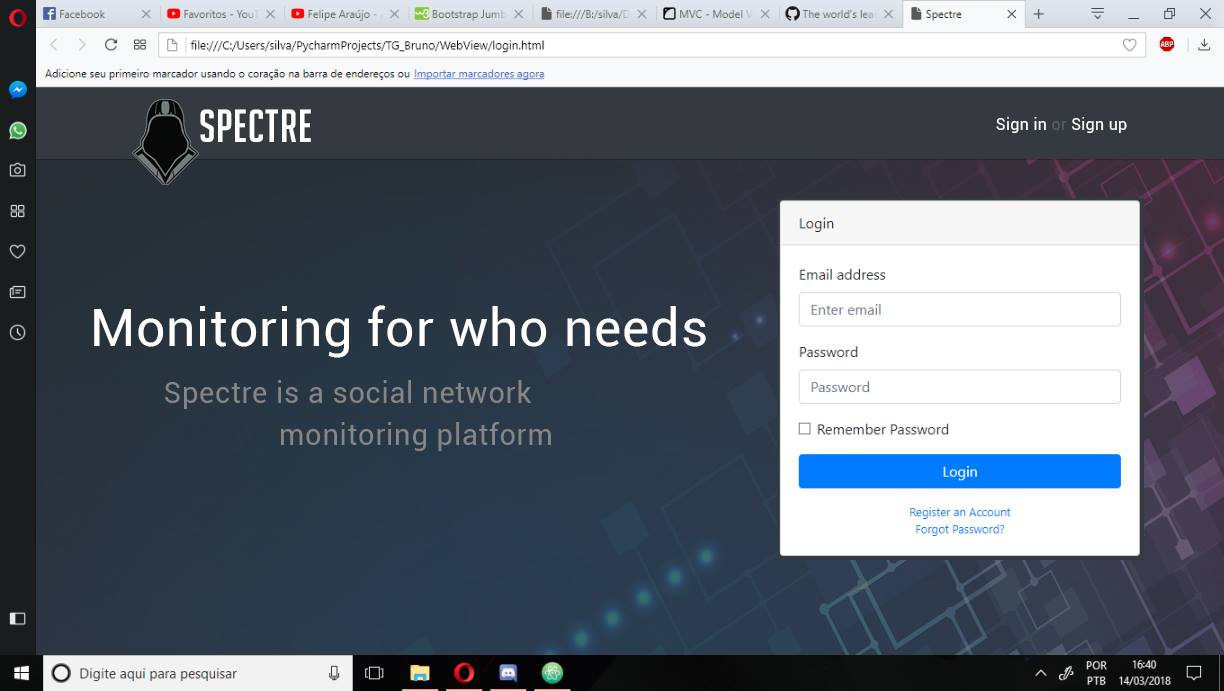 Facebook
Favoritos - YouT
Felipe Araújo -
Bootstrap Jumb
file:///B:/silva/D
MVC - Model V
The world's lea
Spectre
file:///C:/Users/silva/PycharmProjects/TG_Bruno/WebView/login.html
ABP
Adicione seu primeiro marcador usando o coração na barra de endereços ou Importar marcadores agora
SPECTRE
Sign in or Sign up
Login
Email address
Enter email
Monitoring for who needs
Password
Password
Spectre is a social network
monitoring platform
Remember Password
Login
Register an Account
Forgot Password?
Digite aqui para pesquisar
POR
PTB
16:40
14/03/2018